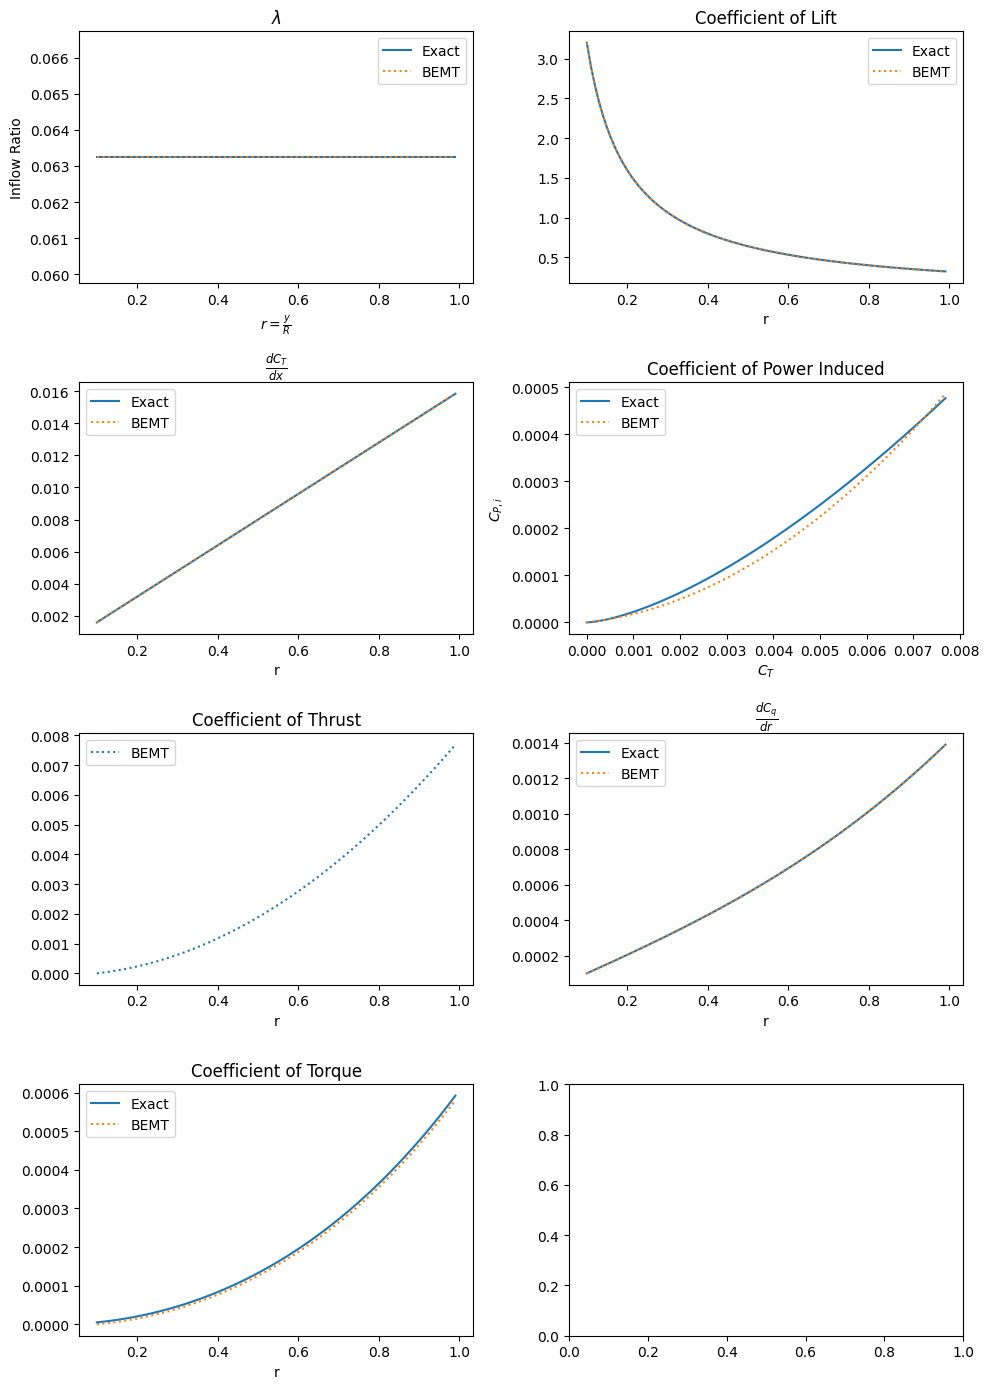 λ
Exact
BEMT
Inflow Ratio
0.066
0.065
0.064
0.063
0.062
0.061
0.060
0.2 0.4 0.6 0.8 1.0
r = y/R
Coefficient of Lift
Exact
BEMT
3.0
2.5
2.0
1.5
1.0
0.5
0.2 0.4 0.6 0.8 1.0
r
dC_T/dx
Exact
BEMT
0.016
0.014
0.012
0.010
0.008
0.006
0.004
0.002
0.2 0.4 0.6 0.8 1.0
r
Coefficient of Power Induced
Exact
BEMT
C_{P,i}
0.0005
0.0004
0.0003
0.0002
0.0001
0.0000
0.000 0.001 0.002 0.003 0.004 0.005 0.006 0.007 0.008
C_T
Coefficient of Thrust
BEMT
0.008
0.007
0.006
0.005
0.004
0.003
0.002
0.001
0.000
0.2 0.4 0.6 0.8 1.0
r
dC_q/dr
Exact
BEMT
0.0014
0.0012
0.0010
0.0008
0.0006
0.0004
0.0002
0.2 0.4 0.6 0.8 1.0
r
Coefficient of Torque
Exact
BEMT
0.0006
0.0005
0.0004
0.0003
0.0002
0.0001
0.0000
0.2 0.4 0.6 0.8 1.0
r
1.0
0.8
0.6
0.4
0.2
0.0
0.0 0.2 0.4 0.6 0.8 1.0